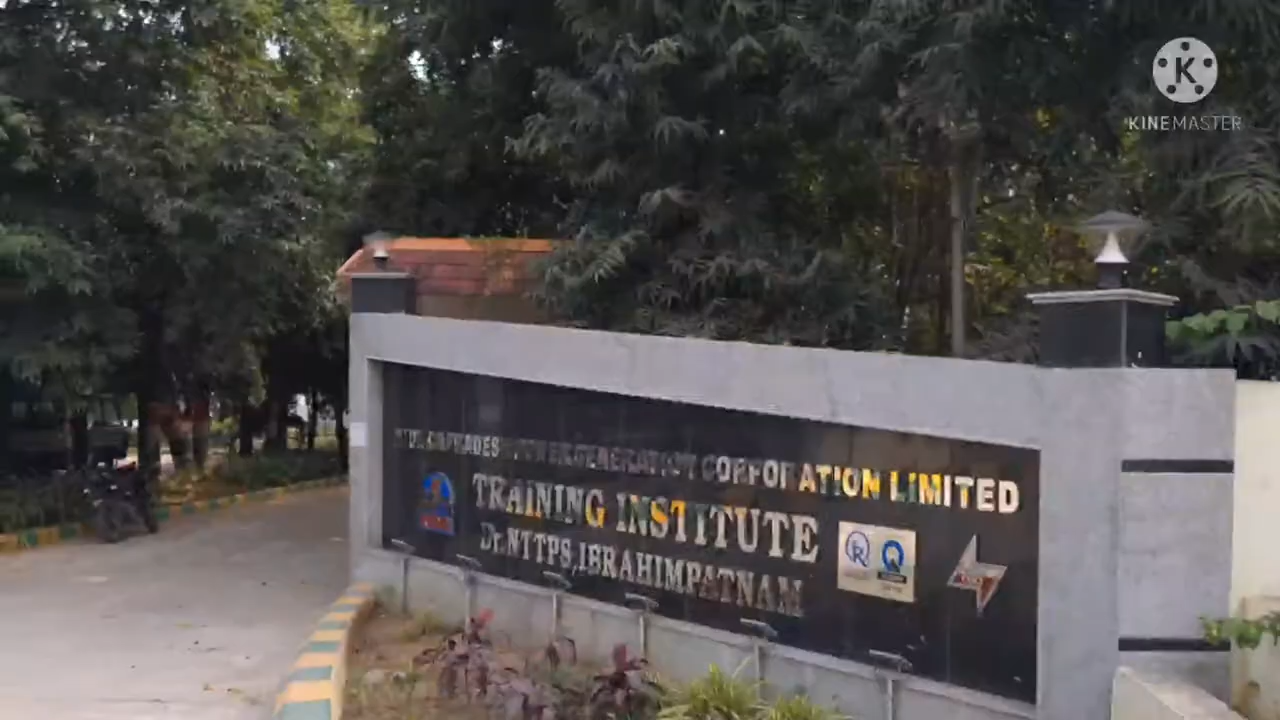 K
KINEMASTER
CORPORATION LIMITED
TRAINING INSTITUTE
Dr.NTTPS,IBRAHIMPATNAM